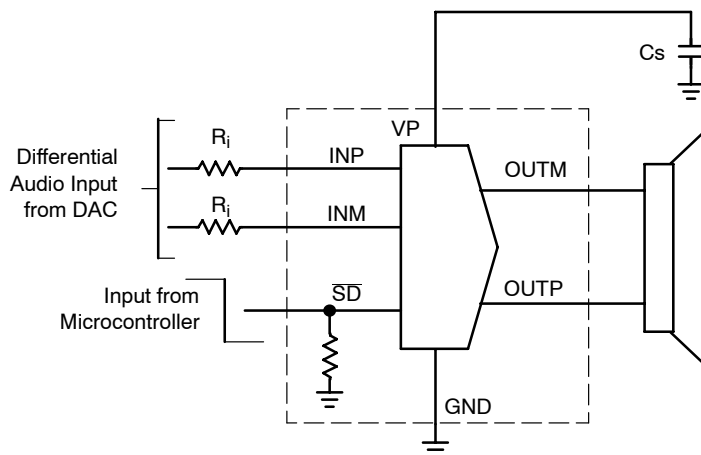 Cs
VP
Differential
Audio Input
from DAC
Ri
INP
OUTM
Ri
INM
Input from
Microcontroller
SD
OUTP
GND